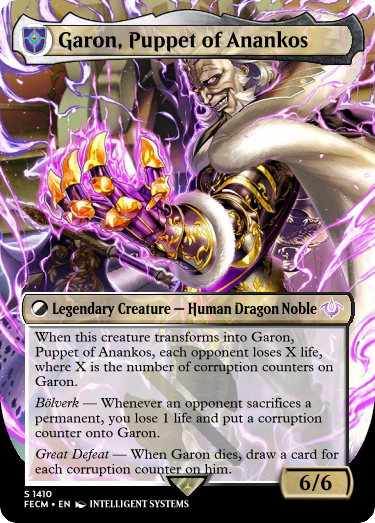 Garon, Puppet of Anankos
Legendary Creature — Human Dragon Noble
When this creature transforms into Garon,
Puppet of Anankos, each opponent loses X life,
where X is the number of corruption counters on
Garon.
Bölverk — Whenever an opponent sacrifices a
permanent, you lose 1 life and put a corruption
counter onto Garon.
Great Defeat — When Garon dies, draw a card for
each corruption counter on him.
6/6
S 1410
FECM • EN INTELLIGENT SYSTEMS